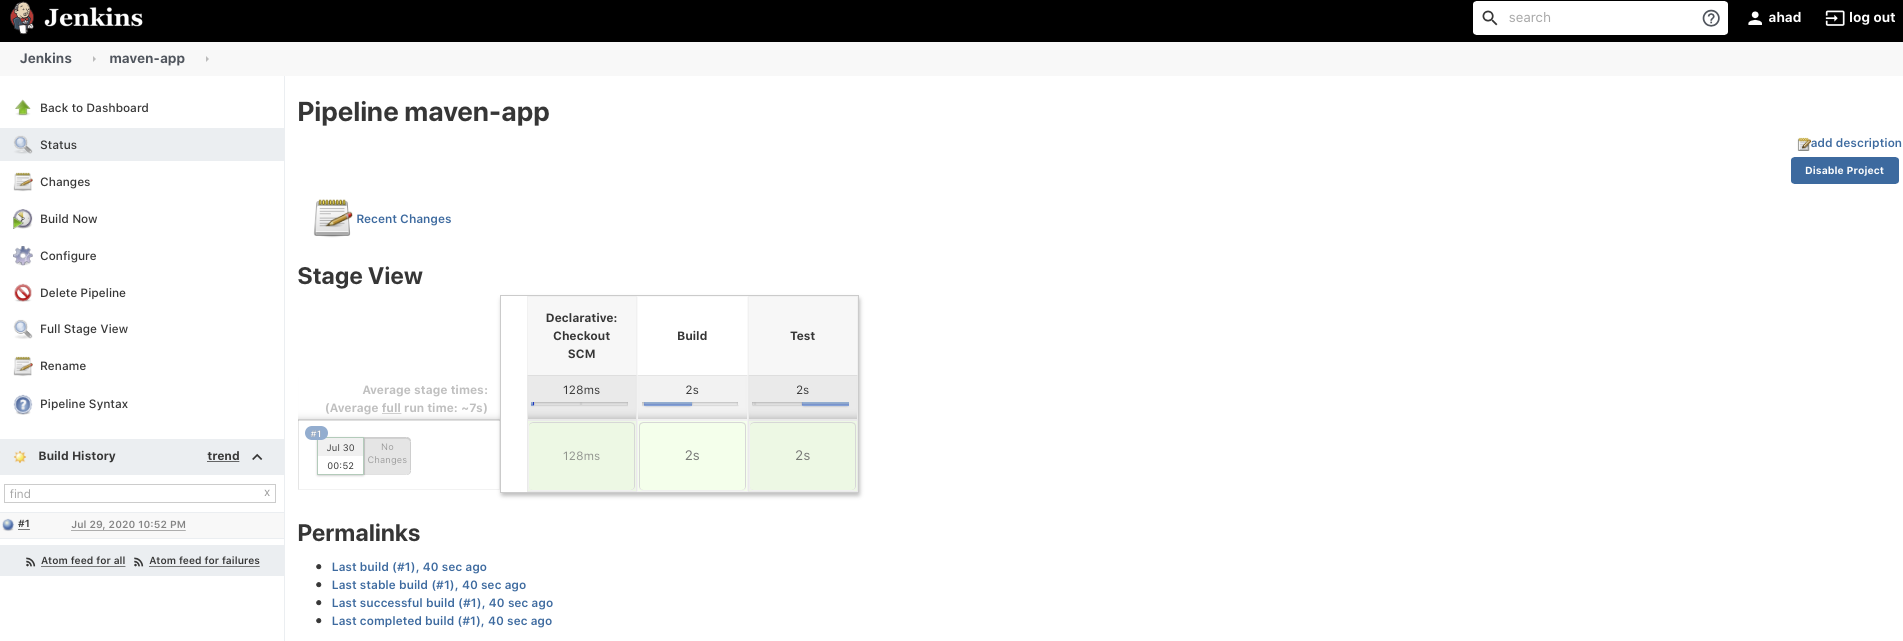 Jenkins
search
ahad
log out
Jenkins
maven-app
Back to Dashboard
Status
Changes
Build Now
Configure
Delete Pipeline
Full Stage View
Rename
Pipeline Syntax
Build History
trend
find
x
#1
Jul 29, 2020 10:52 PM
Atom feed for all
Atom feed for failures
Pipeline maven-app
add description
Disable Project
Recent Changes
Stage View
Declarative:
Checkout
SCM
Build
Test
Average stage times:
(Average full run time: ~7s)
128ms
2s
2s
#1
Jul 30
00:52
No
Changes
128ms
2s
2s
Permalinks
Last build (#1), 40 sec ago
Last stable build (#1), 40 sec ago
Last successful build (#1), 40 sec ago
Last completed build (#1), 40 sec ago